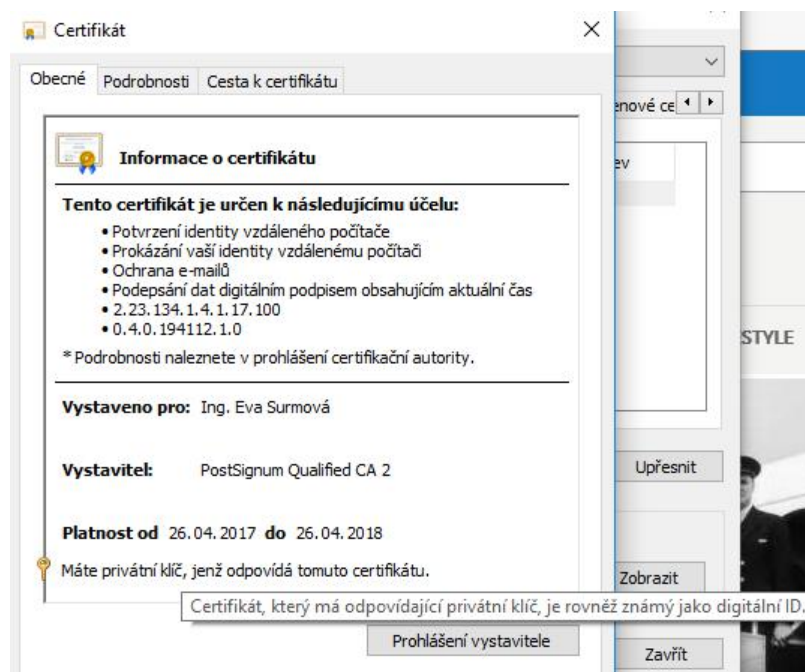 Certifikát
Obecné
Podrobnosti
Cesta k certifikátu
Informace o certifikátu
Tento certifikát je určen k následujícímu účelu:
• Potvrzení identity vzdáleného počítače
• Prokázání vaší identity vzdálenému počítači
• Ochrana e-mailů
• Podepsání dat digitálním podpisem obsahujícím aktuální čas
• 2.23.134.1.4.1.17.100
• 0.4.0.194112.1.0
* Podrobnosti naleznete v prohlášení certifikační autority.
Vystaveno pro: Ing. Eva Surmová
Vystavitel: PostSignum Qualified CA 2
Platnost od 26.04.2017 do 26.04.2018
Máte privátní klíč, jenž odpovídá tomuto certifikátu.
Certifikát, který má odpovídající privátní klíč, je rovněž známý jako digitální ID.
Prohlášení vystavitele
enové ce
ev
Upřesnit
Zobrazit
Zavřít
STYLE